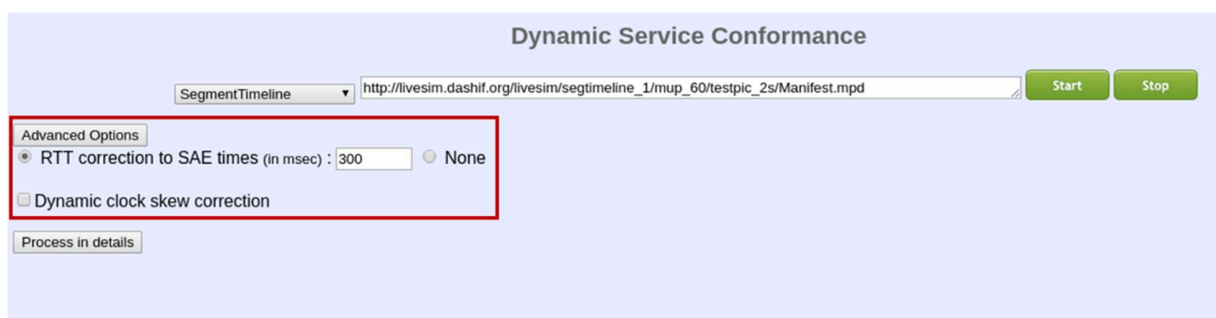 Dynamic Service Conformance
SegmentTimeline http://livesim.dashif.org/livesim/segtimeline_1/mup_60/testpic_2s/Manifest.mpd Start Stop
Advanced Options
RTT correction to SAE times (in msec) : 300 None
Dynamic clock skew correction
Process in details